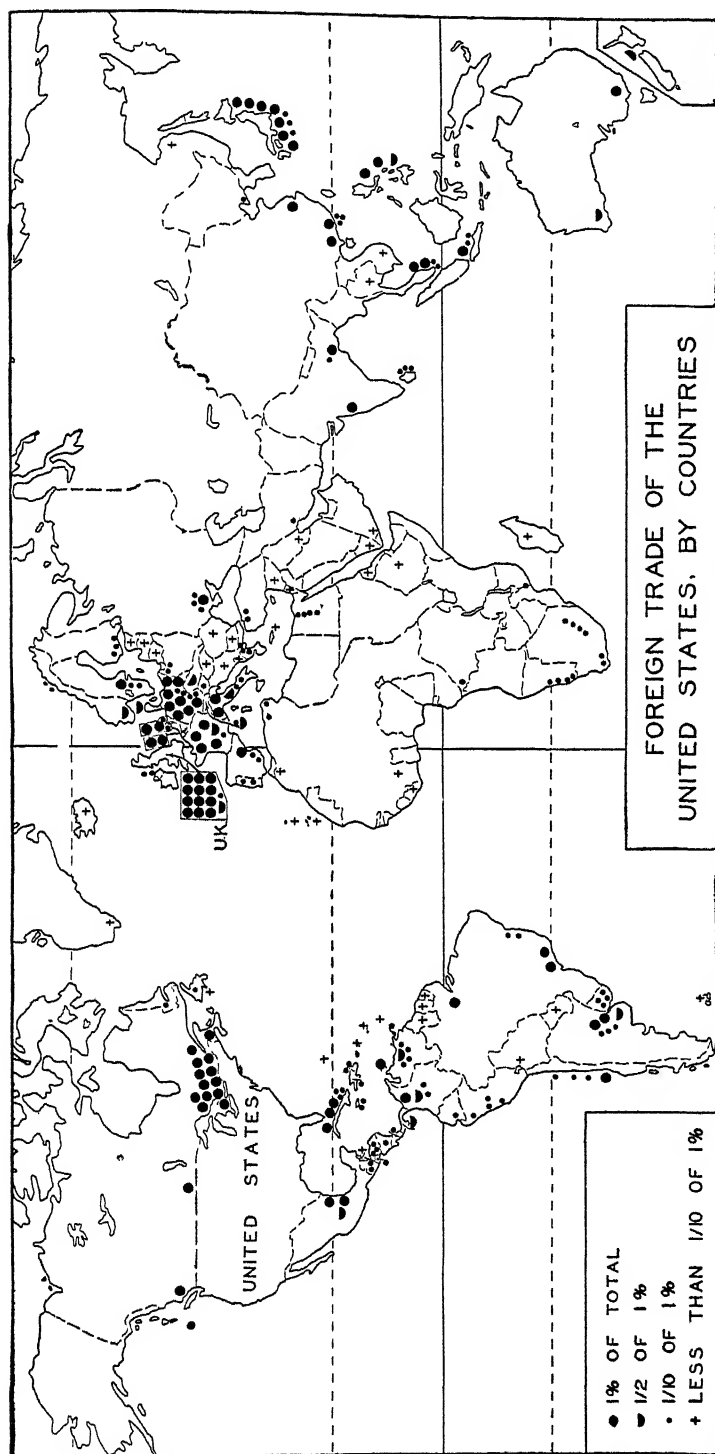 FOREIGN TRADE OF THE
UNITED STATES, BY COUNTRIES
U.K.
UNITED STATES
1% OF TOTAL
1/2 OF 1%
1/10 OF 1%
+ LESS THAN 1/10 OF 1%